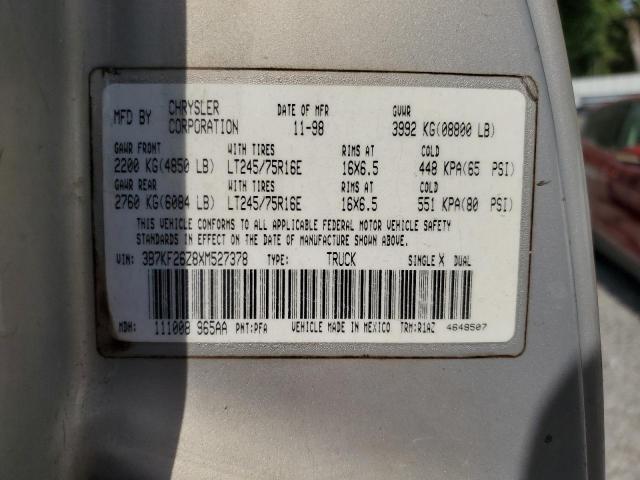 MFD BY CHRYSLER CORPORATION DATE OF MFR 11-98 GVWR 3992 KG(08800 LB)
GAWR FRONT WITH TIRES RIMS AT COLD
2200 KG(4850 LB) LT245/75R16E 16X6.5 448 KPA(65 PSI)
GAWR REAR WITH TIRES RIMS AT COLD
2760 KG(6084 LB) LT245/75R16E 16X6.5 551 KPA(80 PSI)
THIS VEHICLE CONFORMS TO ALL APPLICABLE FEDERAL MOTOR VEHICLE SAFETY
STANDARDS IN EFFECT ON THE DATE OF MANUFACTURE SHOWN ABOVE.
VIN: 3B7KF26Z8XM527378 TYPE: TRUCK SINGLE X DUAL
MDH: 111008 965AA PNT:PFA VEHICLE MADE IN MEXICO TRM:R1AZ 4648507